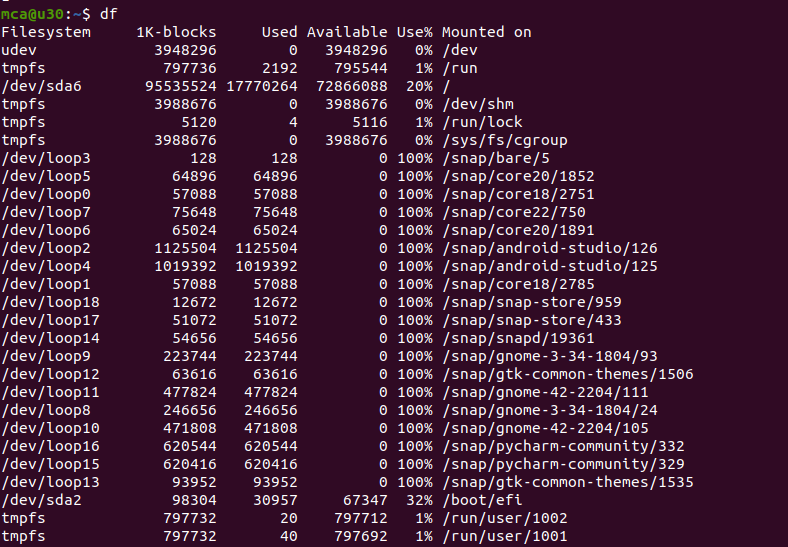 mca@u30:~$ df
Filesystem     1K-blocks     Used Available Use% Mounted on
udev             3948296        0   3948296   0% /dev
tmpfs             797736     2192    795544   1% /run
/dev/sda6       95535524 17770264  72866088  20% /
tmpfs            3988676        0   3988676   0% /dev/shm
tmpfs               5120        4      5116   1% /run/lock
tmpfs            3988676        0   3988676   0% /sys/fs/cgroup
/dev/loop3           128      128         0 100% /snap/bare/5
/dev/loop5         64896    64896         0 100% /snap/core20/1852
/dev/loop0         57088    57088         0 100% /snap/core18/2751
/dev/loop7         75648    75648         0 100% /snap/core22/750
/dev/loop6         65024    65024         0 100% /snap/core20/1891
/dev/loop2       1125504  1125504         0 100% /snap/android-studio/126
/dev/loop4       1019392  1019392         0 100% /snap/android-studio/125
/dev/loop1         57088    57088         0 100% /snap/core18/2785
/dev/loop18        12672    12672         0 100% /snap/snap-store/959
/dev/loop17        51072    51072         0 100% /snap/snap-store/433
/dev/loop14        54656    54656         0 100% /snap/snapd/19361
/dev/loop9        223744   223744         0 100% /snap/gnome-3-34-1804/93
/dev/loop12        63616    63616         0 100% /snap/gtk-common-themes/1506
/dev/loop11       477824   477824         0 100% /snap/gnome-42-2204/111
/dev/loop8        246656   246656         0 100% /snap/gnome-3-34-1804/24
/dev/loop10       471808   471808         0 100% /snap/gnome-42-2204/105
/dev/loop16       620544   620544         0 100% /snap/pycharm-community/332
/dev/loop15       620416   620416         0 100% /snap/pycharm-community/329
/dev/loop13        93952    93952         0 100% /snap/gtk-common-themes/1535
/dev/sda2          98304    30957     67347  32% /boot/efi
tmpfs             797732       20    797712   1% /run/user/1002
tmpfs             797732       40    797692   1% /run/user/1001